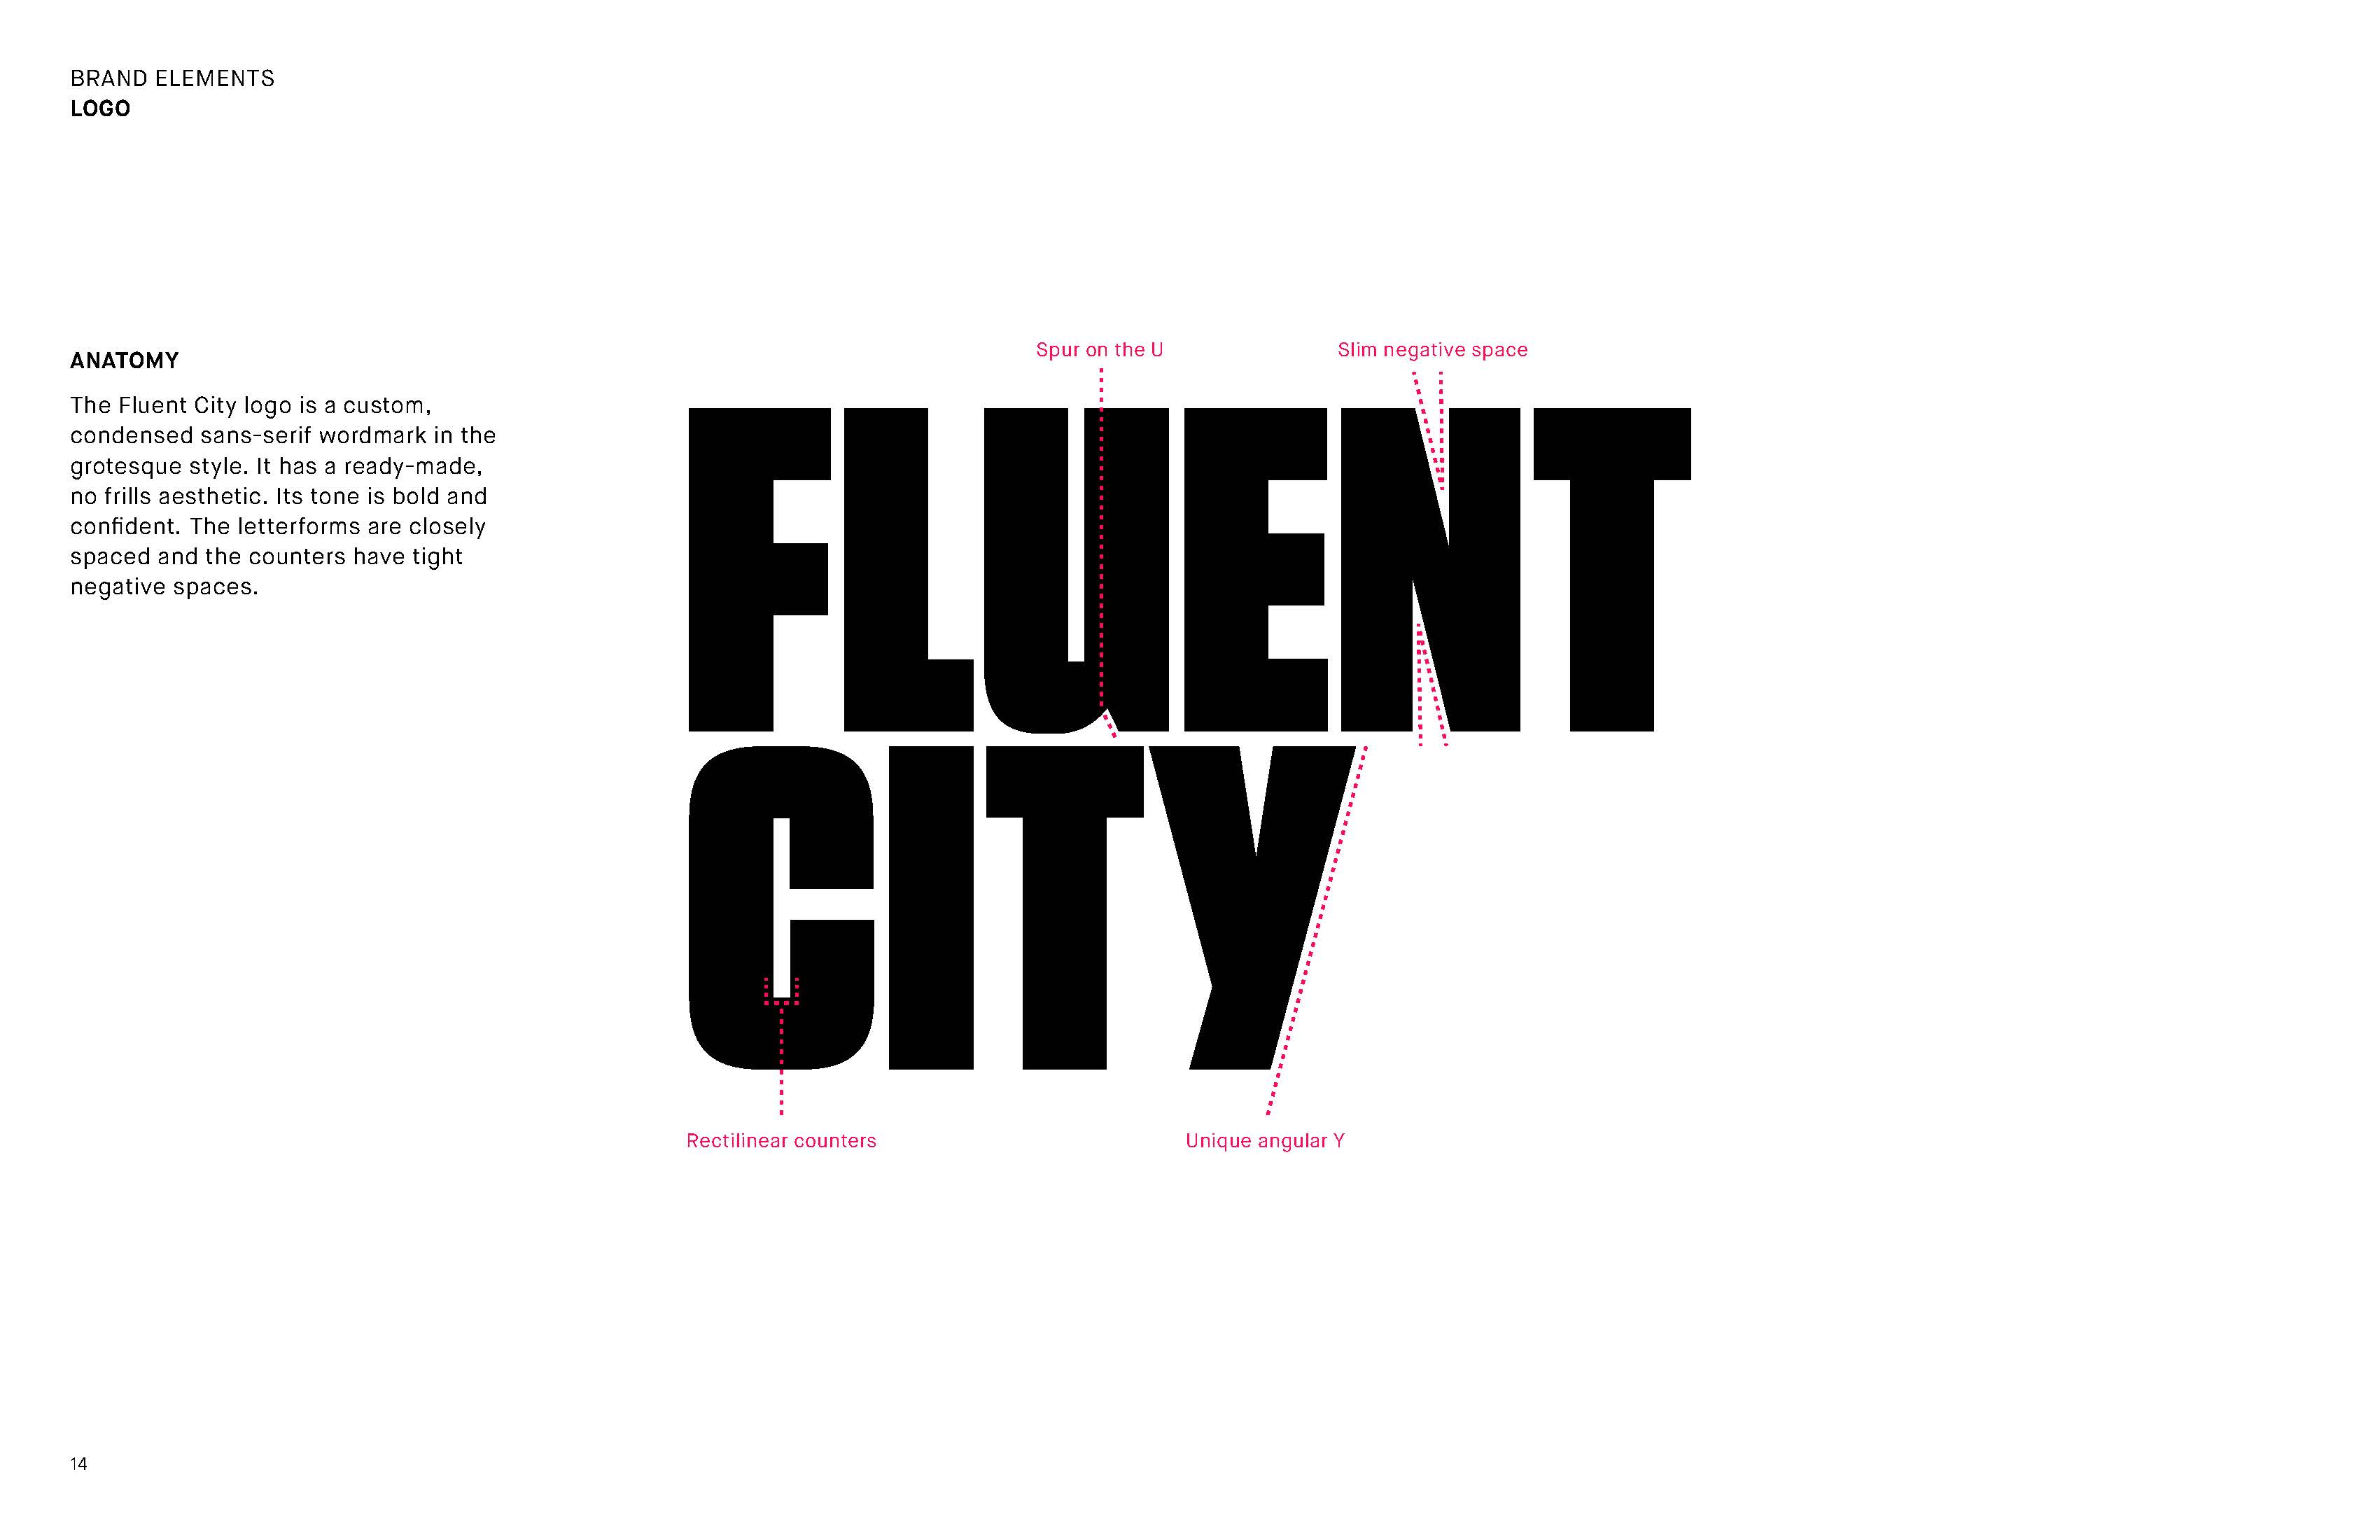 BRAND ELEMENTS
LOGO
ANATOMY
The Fluent City logo is a custom,
condensed sans-serif wordmark in the
grotesque style. It has a ready-made,
no frills aesthetic. Its tone is bold and
confident. The letterforms are closely
spaced and the counters have tight
negative spaces.
Spur on the U
Slim negative space
FLUENT
CITY
Rectilinear counters
Unique angular Y
14